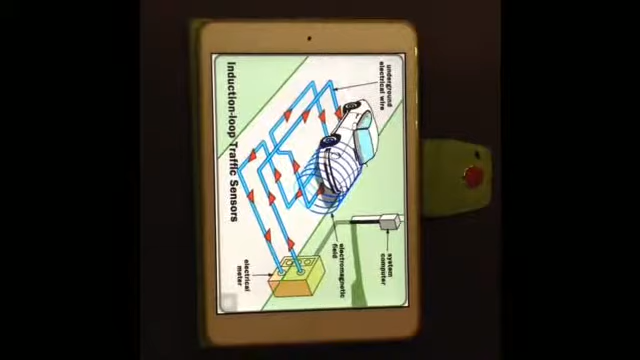 Induction-loop Traffic Sensors
underground
electrical wire
system
computer
electromagnetic
field
electrical
meter